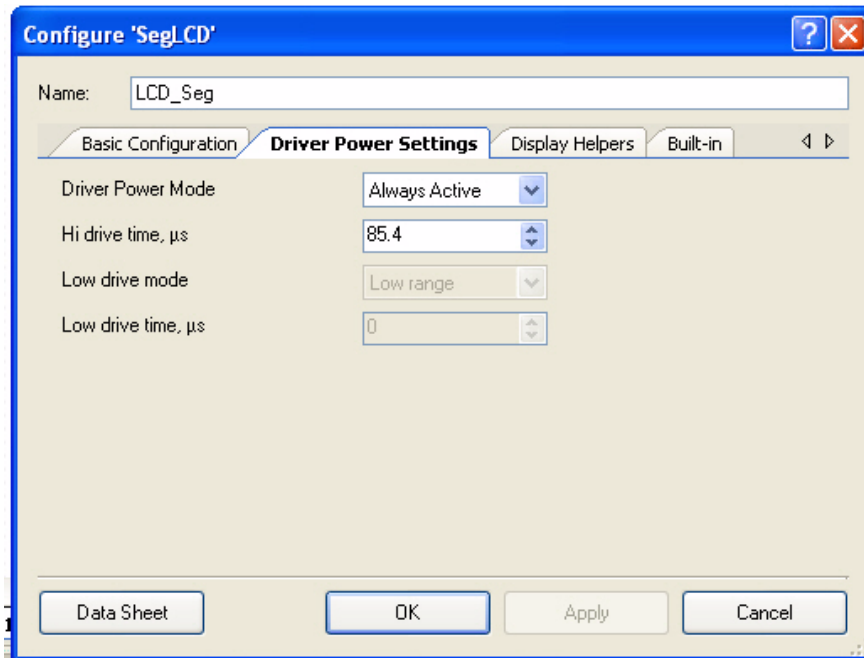 Configure 'SegLCD'
Name: LCD_Seg
Basic Configuration Driver Power Settings Display Helpers Built-in
Driver Power Mode Always Active
Hi drive time, µs 85.4
Low drive mode Low range
Low drive time, µs 0
Data Sheet OK Apply Cancel